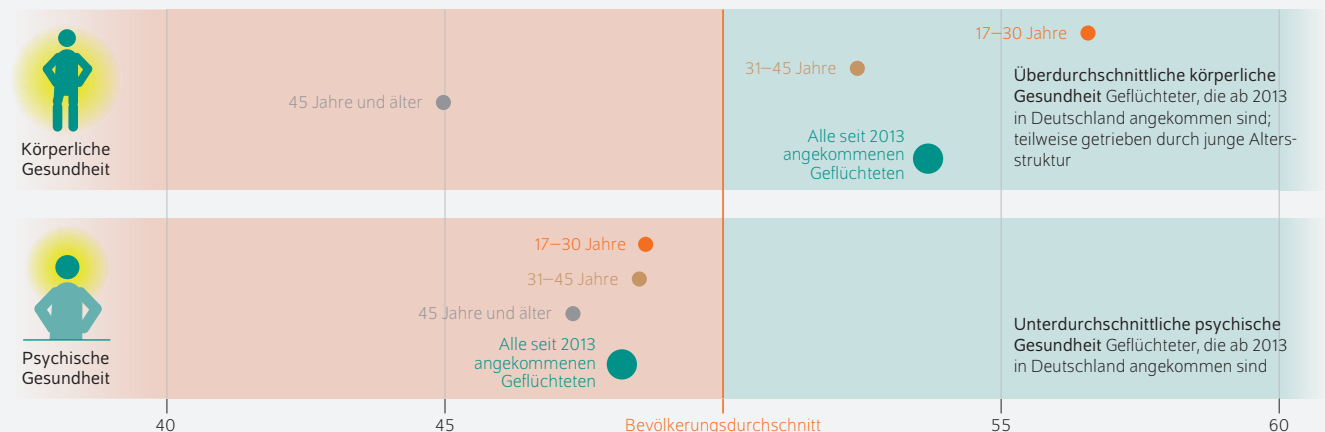 17–30 Jahre
31–45 Jahre
45 Jahre und älter
Alle seit 2013
angekommenen
Geflüchteten
Körperliche
Gesundheit
Überdurchschnittliche körperliche
Gesundheit Geflüchteter, die ab 2013
in Deutschland angekommen sind;
teilweise getrieben durch junge Alters-
struktur
17–30 Jahre
31–45 Jahre
45 Jahre und älter
Alle seit 2013
angekommenen
Geflüchteten
Psychische
Gesundheit
Unterdurchschnittliche psychische
Gesundheit Geflüchteter, die ab 2013
in Deutschland angekommen sind
40 45 Bevölkerungsdurchschnitt 55 60